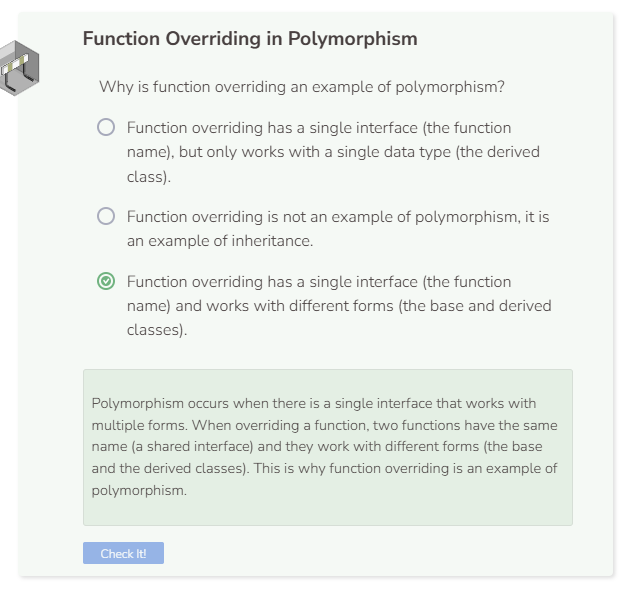 Function Overriding in Polymorphism
Why is function overriding an example of polymorphism?
Function overriding has a single interface (the function
name), but only works with a single data type (the derived
class).
Function overriding is not an example of polymorphism, it is
an example of inheritance.
Function overriding has a single interface (the function
name) and works with different forms (the base and derived
classes).
Polymorphism occurs when there is a single interface that works with
multiple forms. When overriding a function, two functions have the same
name (a shared interface) and they work with different forms (the base
and the derived classes). This is why function overriding is an example of
polymorphism.
Check It!